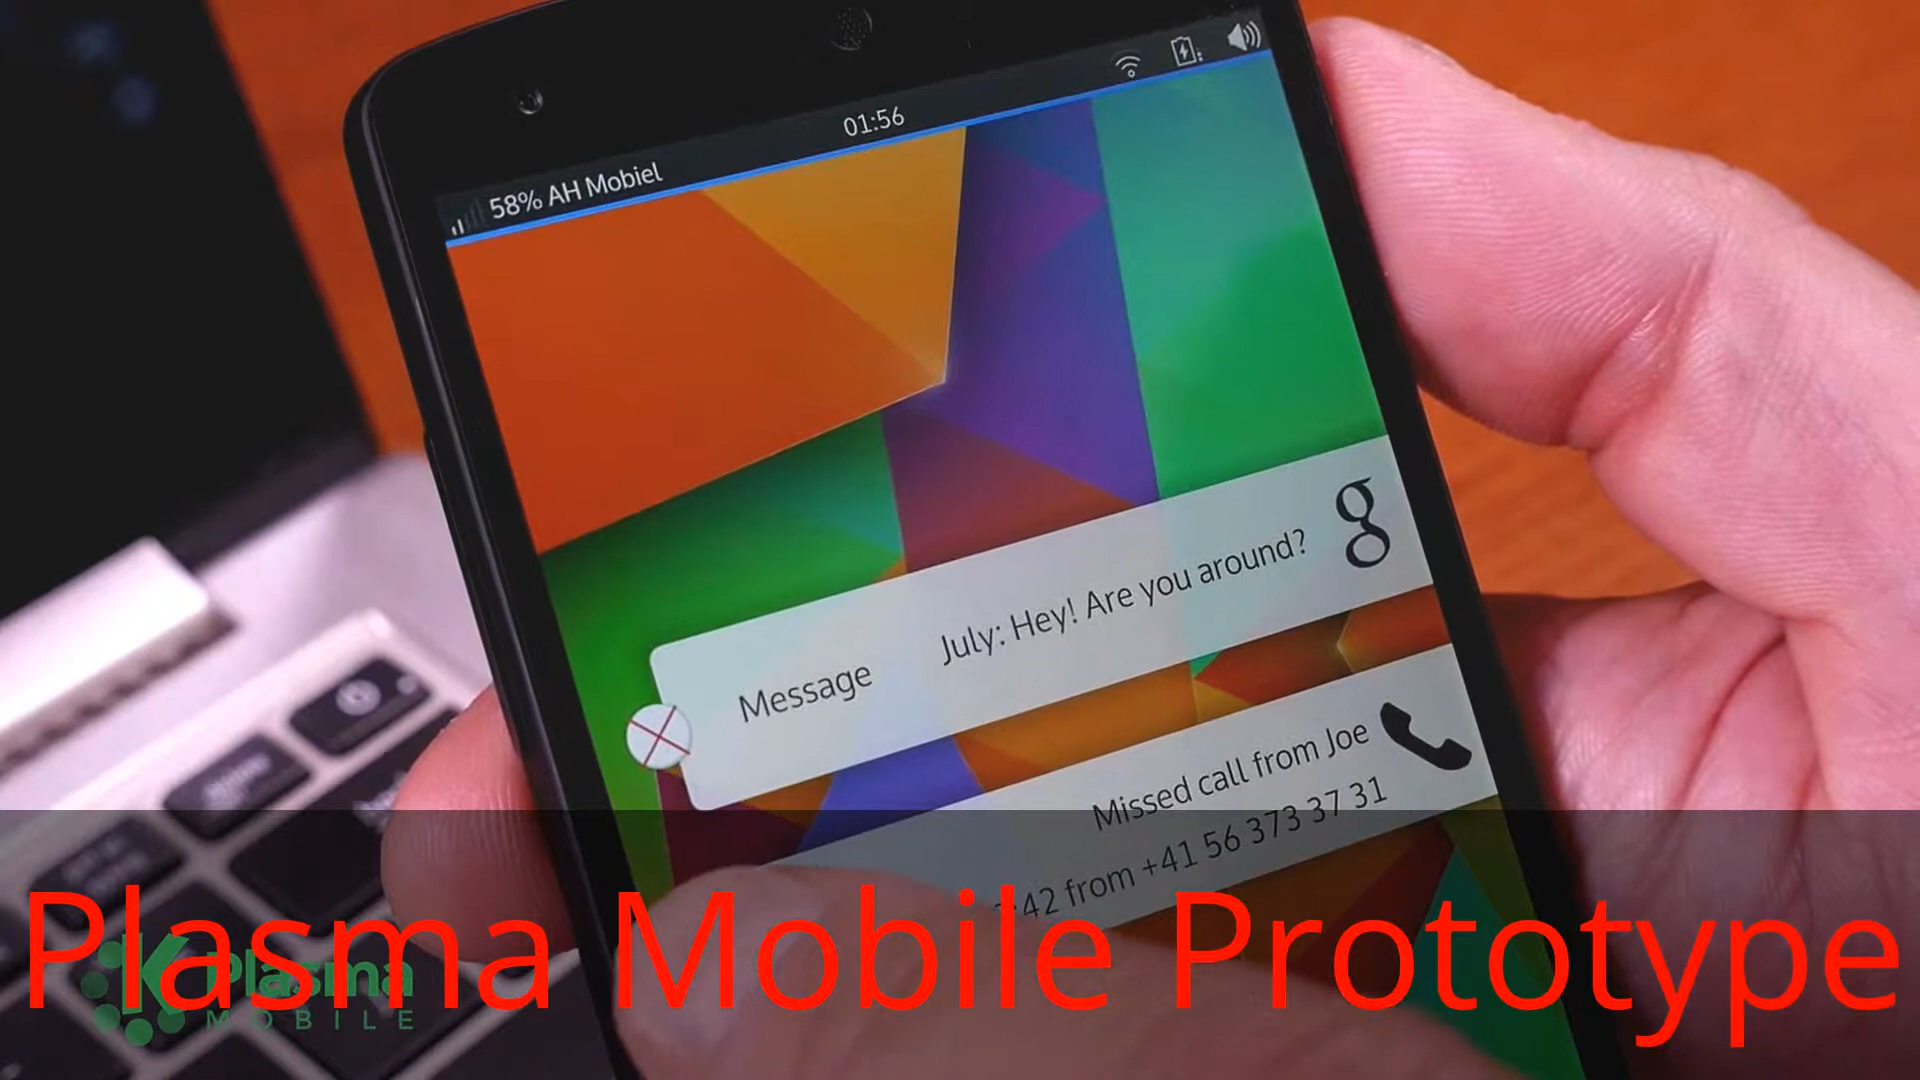 58% AH Mobiel
01:56
Message
July: Hey! Are you around?
g
Missed call from Joe
:42 from +41 56 373 37 31
Plasma Mobile Prototype
K
Plasma
MOBILE